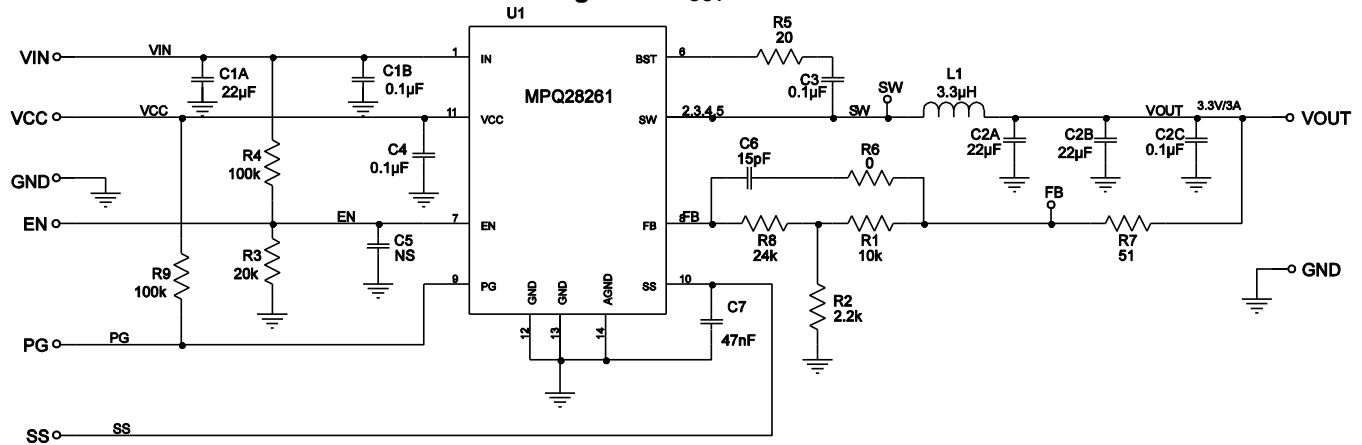 U1
VIN
VIN
1
IN
C1A
22µF
C1B
0.1µF
MPQ28261
BST
6
R5
20
C3
0.1µF
SW
L1
3.3µH
VCC
VCC
11
VCC
SW
2,3,4,5
SW
VOUT
3.3V/3A
VOUT
C2A
22µF
C2B
22µF
C2C
0.1µF
R4
100k
C4
0.1µF
C6
15pF
R6
0
GND
FB
EN
EN
7
EN
FB
8
FB
R8
24k
R1
10k
R7
51
C5
NS
R3
20k
R9
100k
9
PG
GND
GND
AGND
SS
10
GND
12
13
14
C7
47nF
R2
2.2k
PG
PG
SS
SS